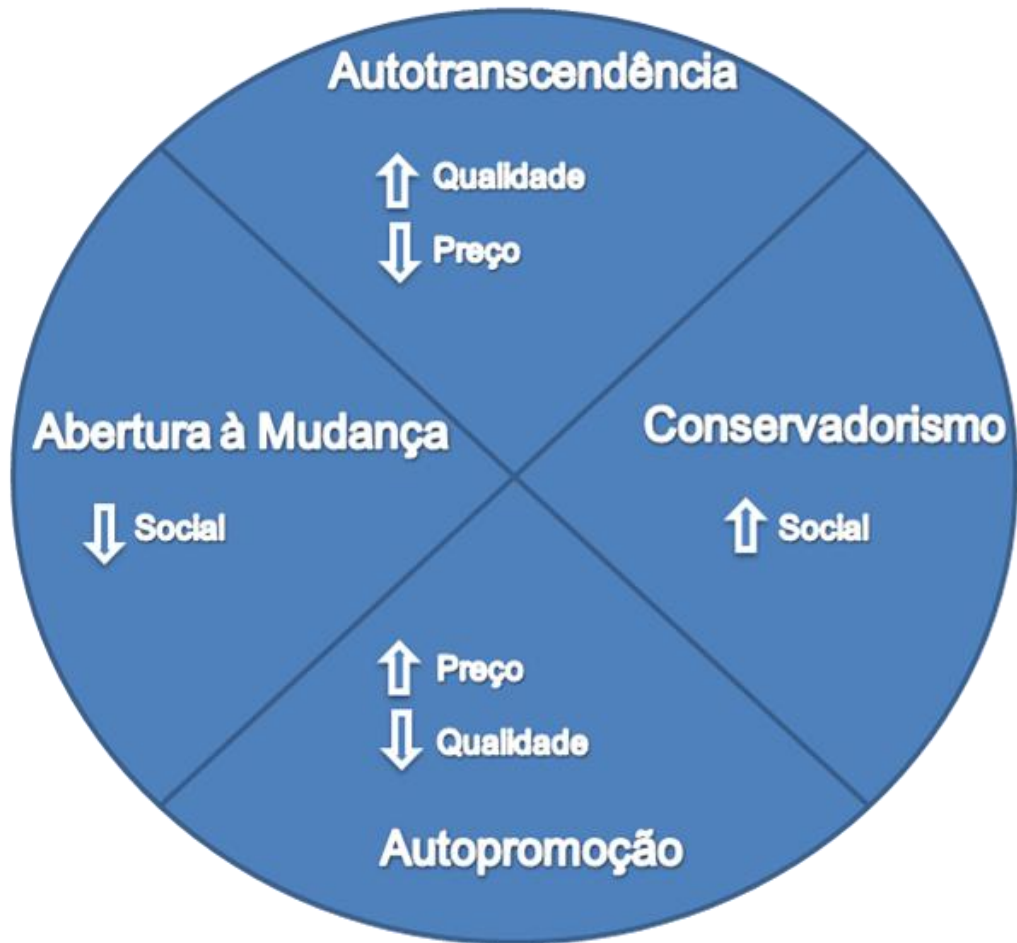 Autotranscendência
Qualidade
Preço
Abertura à Mudança
Social
Conservadorismo
Social
Preço
Qualidade
Autopromoção